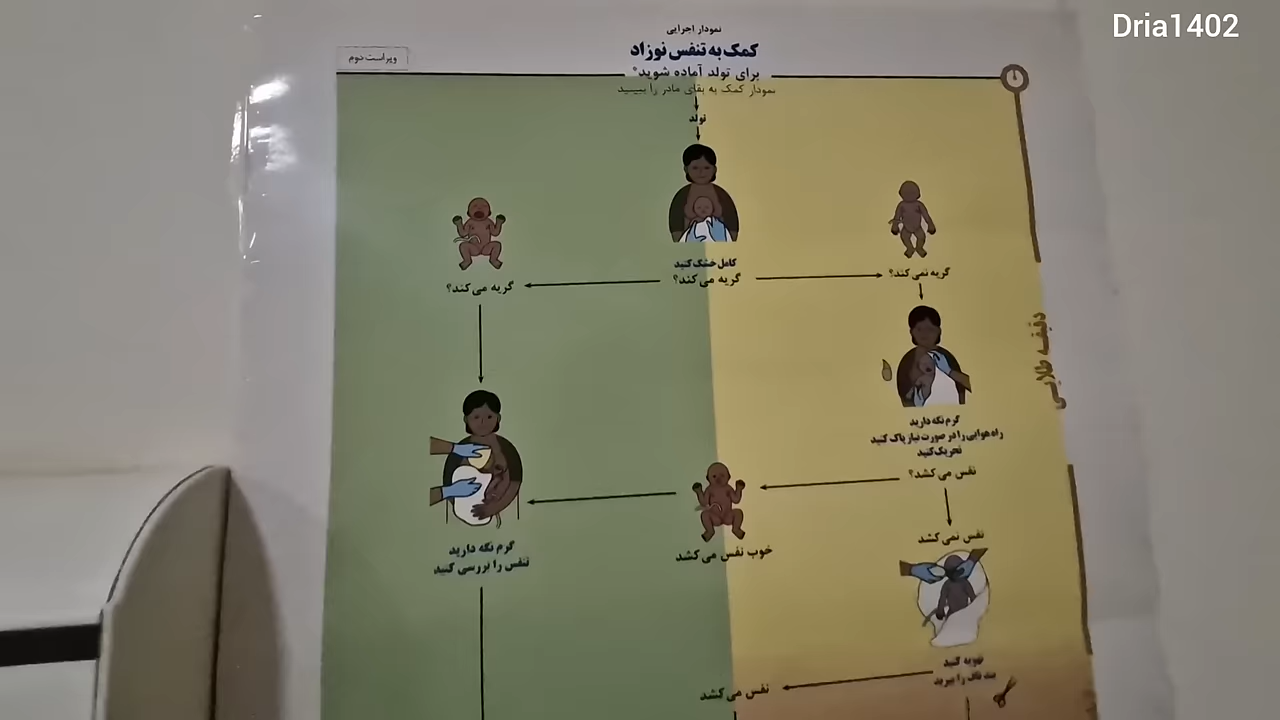 Dria1402
نمودار اجرایی
کمک به تنفس نوزاد
ویراست دوم
برای تولد آماده شوید°
نمودار کمک به بقای مادر را ببینید
تولد
کامل خشک کنید
گریه می کند؟
گریه می کند؟
گریه نمی کند؟
دقیقه طلایی
گرم نگه دارید
راه هوایی را در صورت نیاز پاک کنید
تحریک کنید
نفس می کشد؟
خوب نفس می کشد
نفس نمی کشد
گرم نگه دارید
تنفس را بررسی کنید
تهویه کنید
بند ناف را ببرید
نفس می کشد